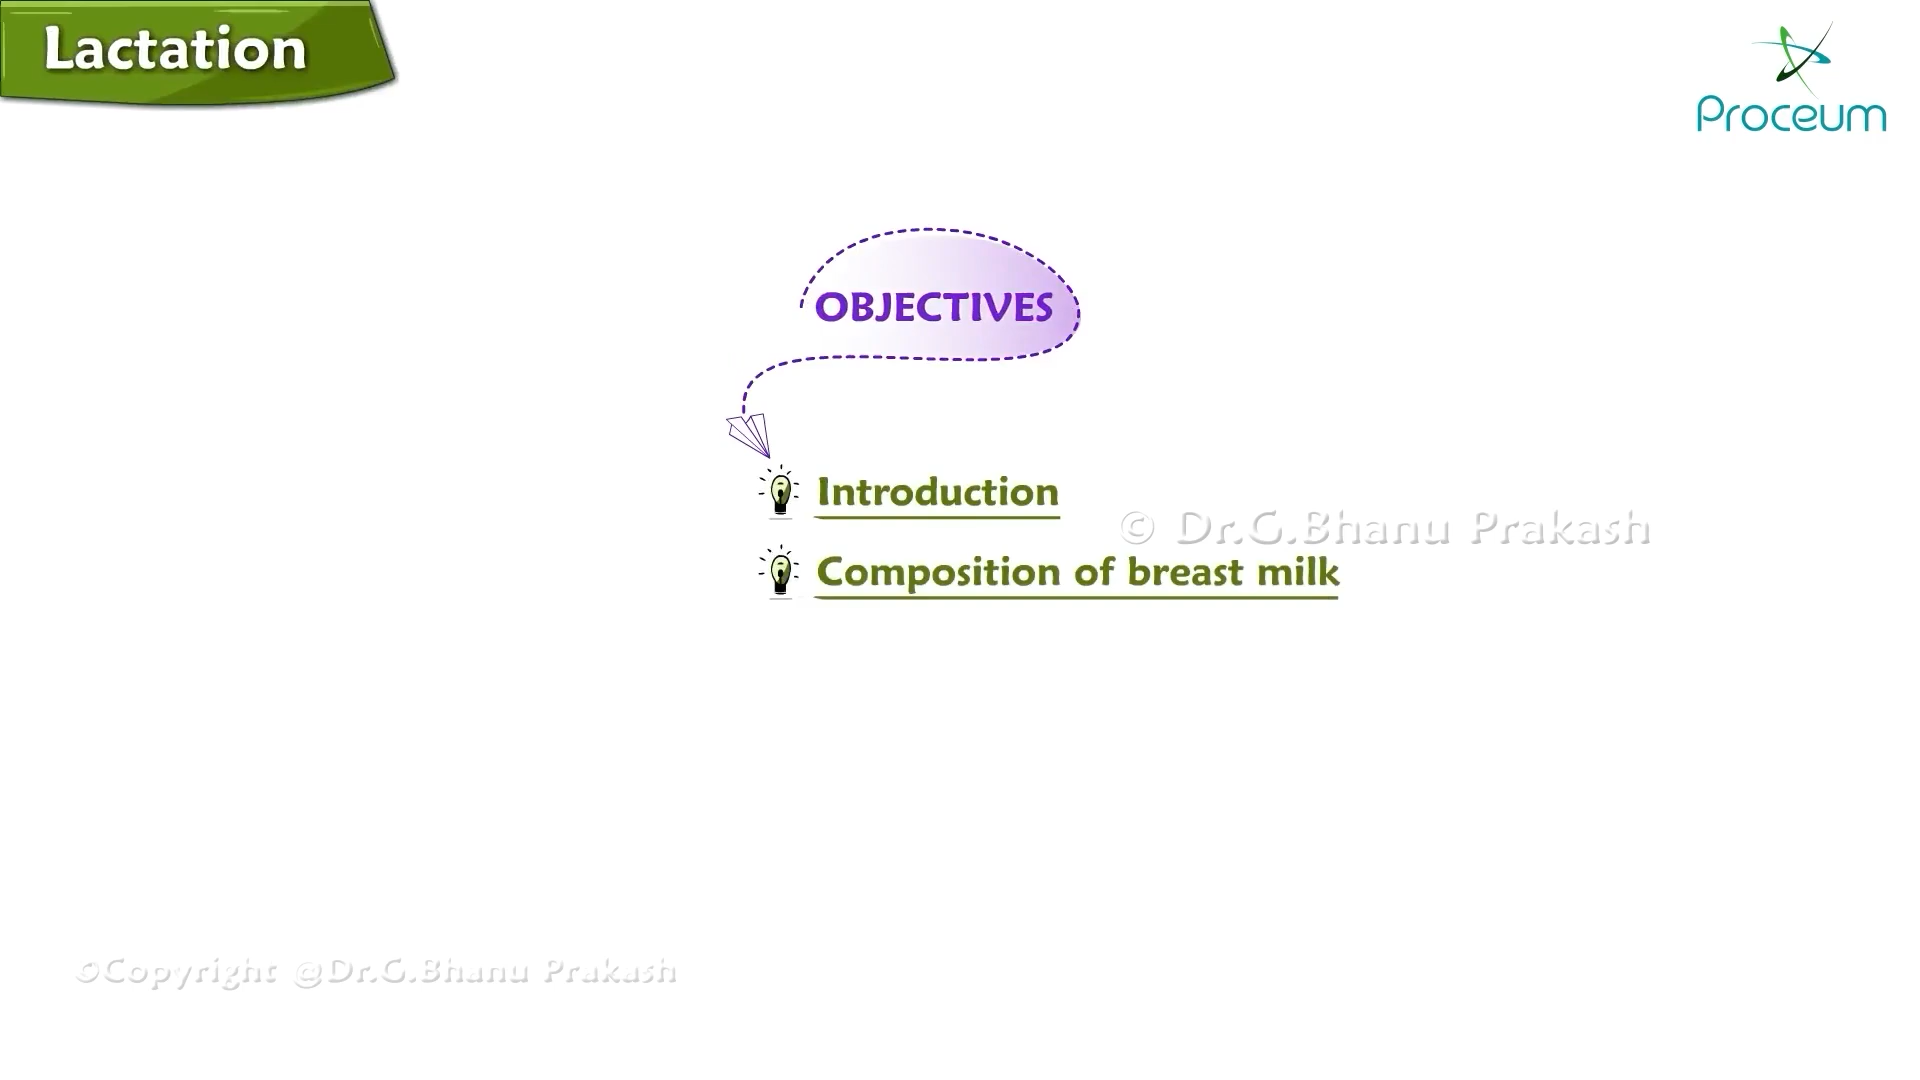 Lactation
Proceum
OBJECTIVES
Introduction
© Dr.G.Bhanu Prakash
Composition of breast milk
©Copyright @Dr.G.Bhanu Prakash